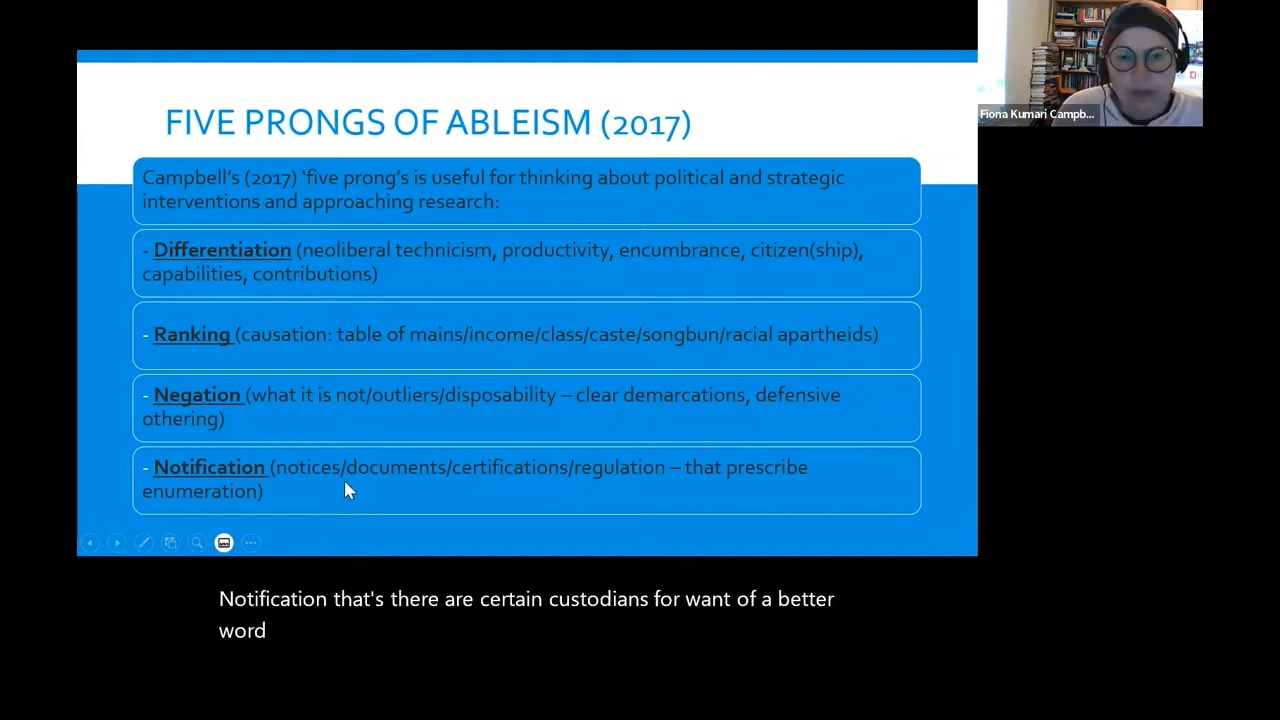 FIVE PRONGS OF ABLEISM (2017)
Campbell's (2017) 'five prong's is useful for thinking about political and strategic
interventions and approaching research:
- Differentiation (neoliberal technicism, productivity, encumbrance, citizen(ship),
capabilities, contributions)
- Ranking (causation: table of mains/income/class/caste/songbun/racial apartheids)
- Negation (what it is not/outliers/disposability – clear demarcations, defensive
othering)
- Notification (notices/documents/certifications/regulation – that prescribe
enumeration)
Fiona Kumari Campb...
Notification that's there are certain custodians for want of a better
word